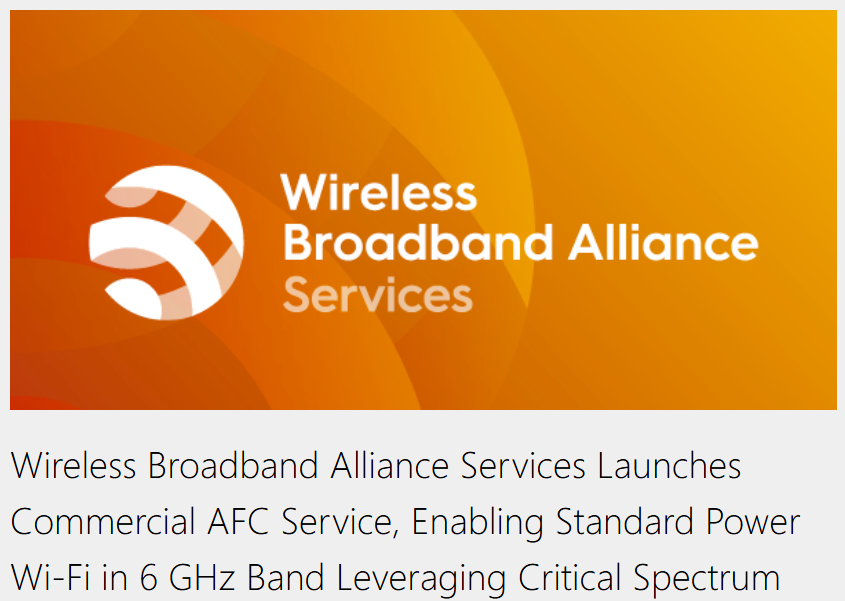 Wireless
Broadband Alliance
Services
Wireless Broadband Alliance Services Launches
Commercial AFC Service, Enabling Standard Power
Wi-Fi in 6 GHz Band Leveraging Critical Spectrum